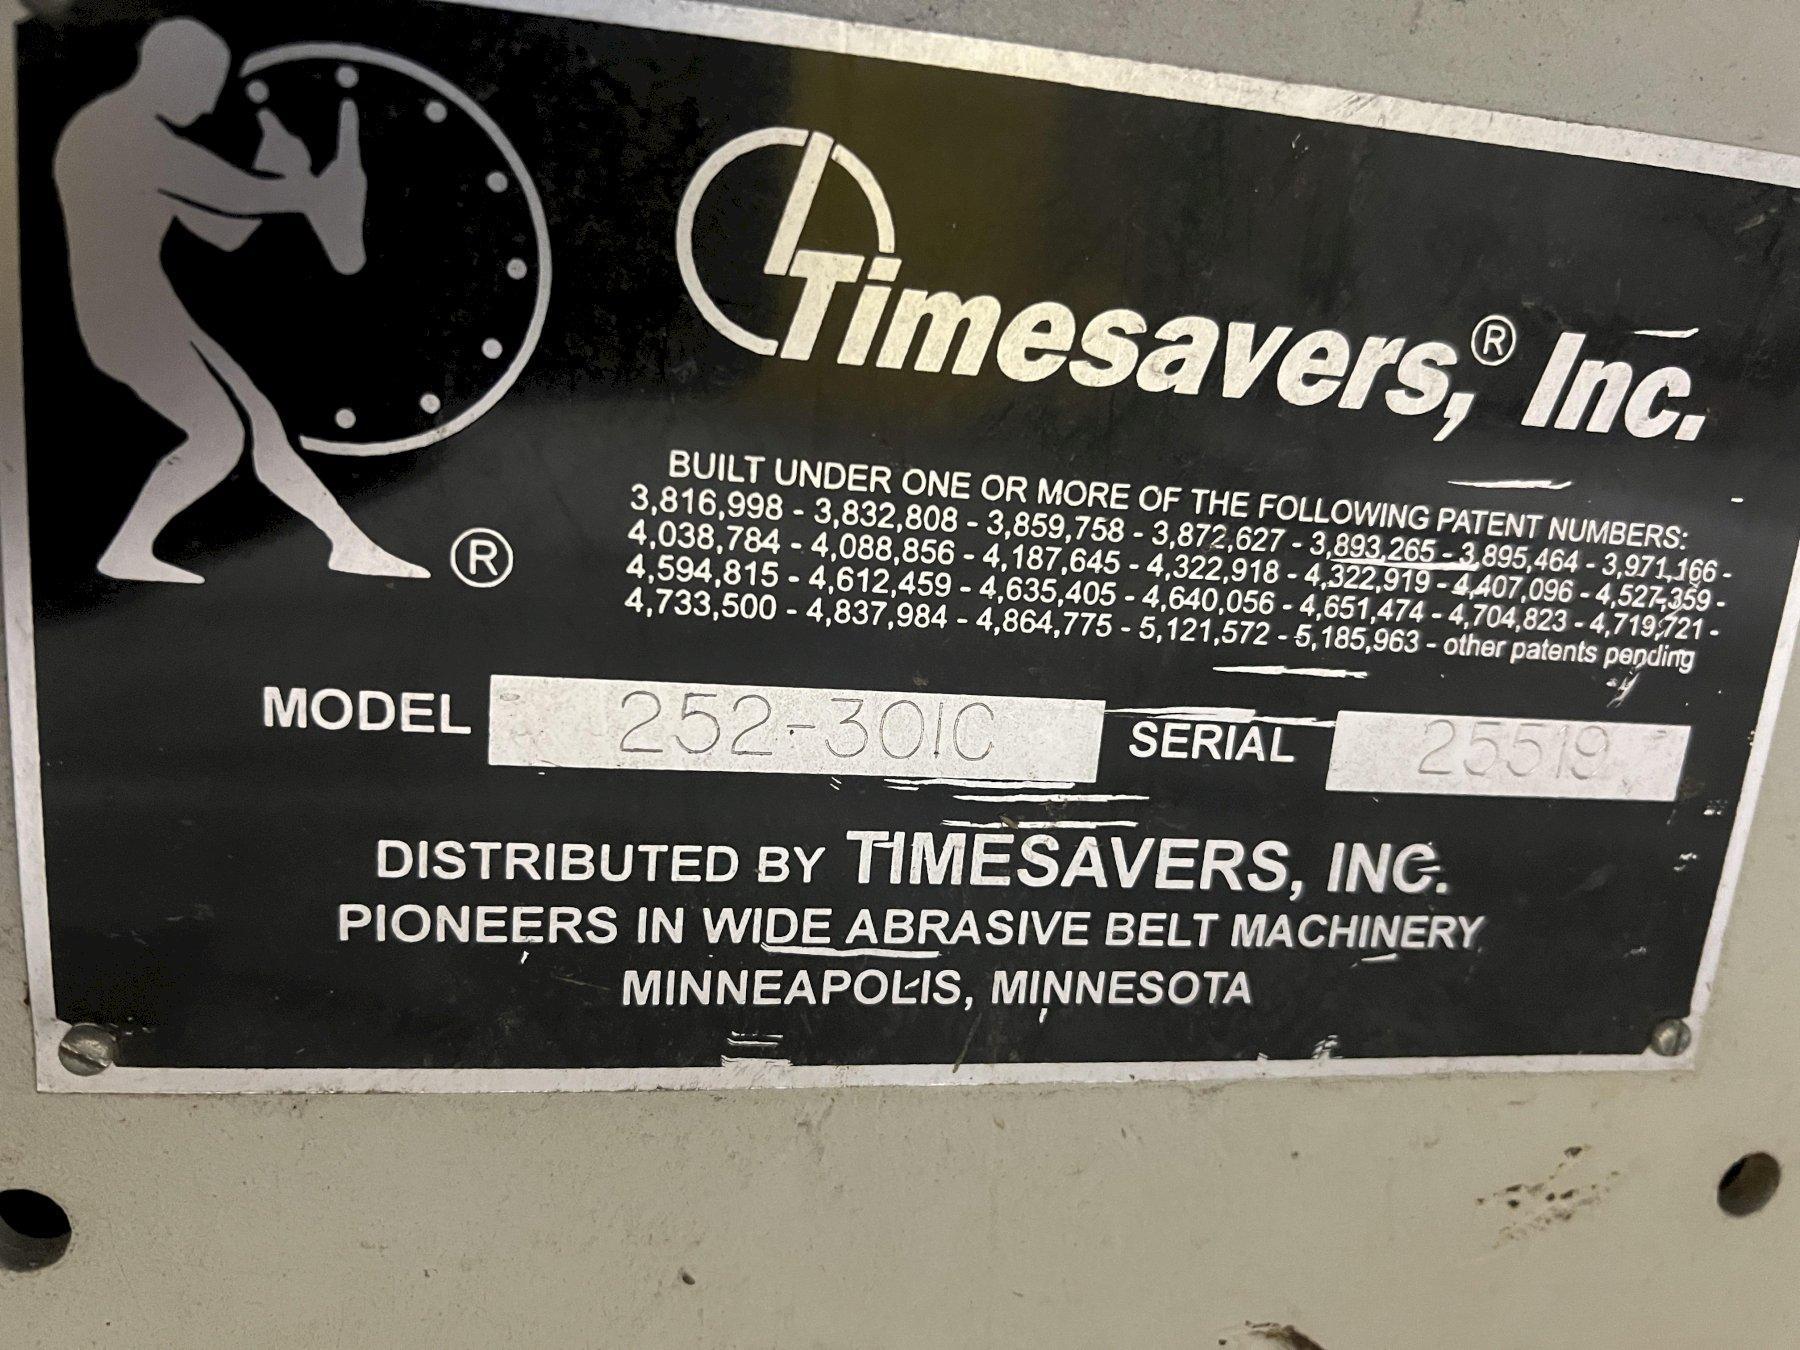 Timesavers,® Inc.
BUILT UNDER ONE OR MORE OF THE FOLLOWING PATENT NUMBERS:
3,816,998 - 3,832,808 - 3,859,758 - 3,872,627 - 3,893,265 - 3,895,464 - 3,971,166 -
4,038,784 - 4,088,856 - 4,187,645 - 4,322,918 - 4,322,919 - 4,407,096 - 4,527,359 -
4,594,815 - 4,612,459 - 4,635,405 - 4,640,056 - 4,651,474 - 4,704,823 - 4,719,721 -
4,733,500 - 4,837,984 - 4,864,775 - 5,121,572 - 5,185,963 - other patents pending
®
MODEL 252-301C SERIAL 25519
DISTRIBUTED BY TIMESAVERS, INC.
PIONEERS IN WIDE ABRASIVE BELT MACHINERY
MINNEAPOLIS, MINNESOTA